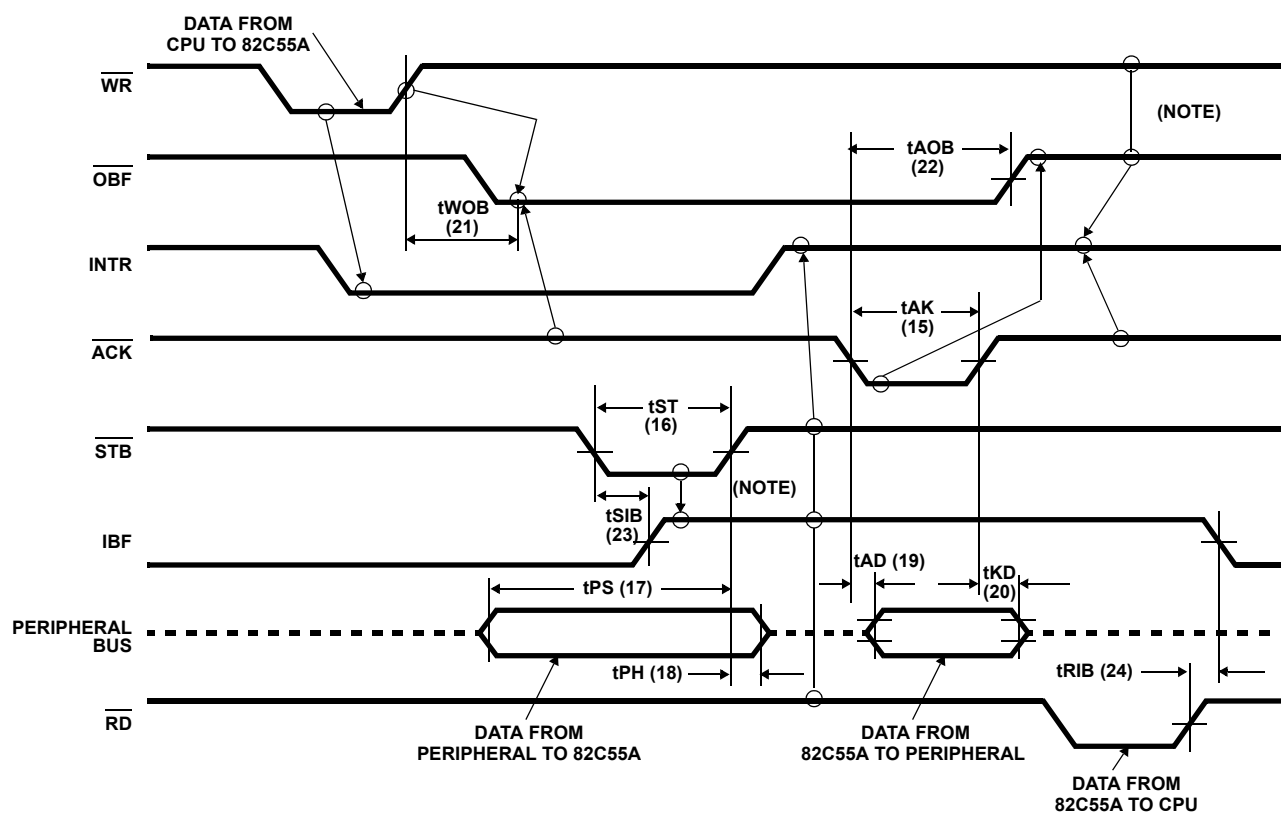 DATA FROM
CPU TO 82C55A
WR
(NOTE)
tAOB
(22)
OBF
tWOB
(21)
INTR
tAK
(15)
ACK
tST
(16)
STB
(NOTE)
tSIB
(23)
IBF
tAD (19)
tKD
(20)
tPS (17)
PERIPHERAL
BUS
tPH (18)
tRIB (24)
RD
DATA FROM
PERIPHERAL TO 82C55A
DATA FROM
82C55A TO PERIPHERAL
DATA FROM
82C55A TO CPU